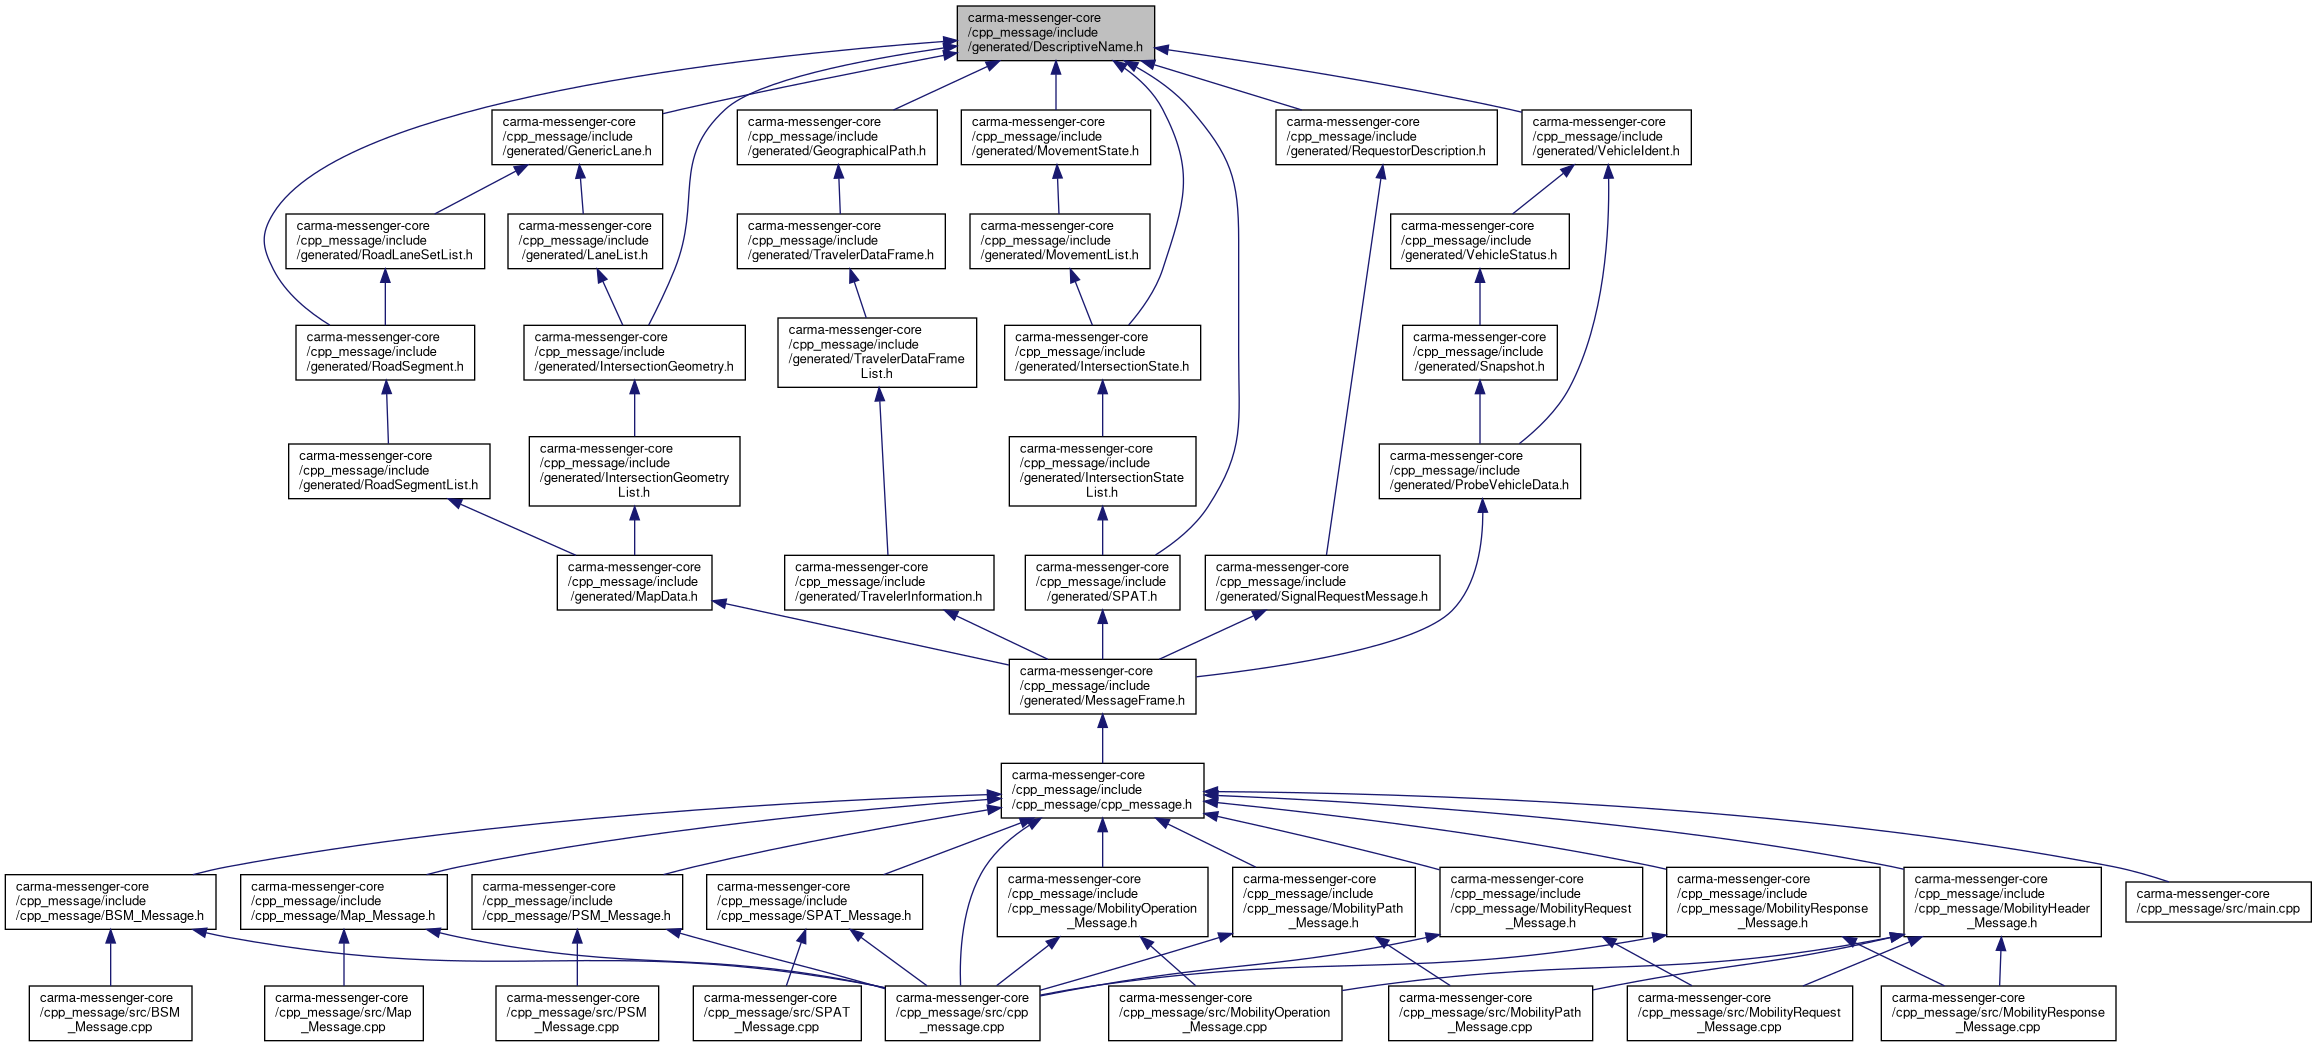 carma-messenger-core
/cpp_message/include
/generated/DescriptiveName.h
carma-messenger-core
/cpp_message/include
/generated/GenericLane.h
carma-messenger-core
/cpp_message/include
/generated/GeographicalPath.h
carma-messenger-core
/cpp_message/include
/generated/MovementState.h
carma-messenger-core
/cpp_message/include
/generated/RequestorDescription.h
carma-messenger-core
/cpp_message/include
/generated/VehicleIdent.h
carma-messenger-core
/cpp_message/include
/generated/RoadLaneSetList.h
carma-messenger-core
/cpp_message/include
/generated/LaneList.h
carma-messenger-core
/cpp_message/include
/generated/TravelerDataFrame.h
carma-messenger-core
/cpp_message/include
/generated/MovementList.h
carma-messenger-core
/cpp_message/include
/generated/VehicleStatus.h
carma-messenger-core
/cpp_message/include
/generated/RoadSegment.h
carma-messenger-core
/cpp_message/include
/generated/IntersectionGeometry.h
carma-messenger-core
/cpp_message/include
/generated/TravelerDataFrame
List.h
carma-messenger-core
/cpp_message/include
/generated/IntersectionState.h
carma-messenger-core
/cpp_message/include
/generated/Snapshot.h
carma-messenger-core
/cpp_message/include
/generated/RoadSegmentList.h
carma-messenger-core
/cpp_message/include
/generated/IntersectionGeometry
List.h
carma-messenger-core
/cpp_message/include
/generated/IntersectionState
List.h
carma-messenger-core
/cpp_message/include
/generated/ProbeVehicleData.h
carma-messenger-core
/cpp_message/include
/generated/MapData.h
carma-messenger-core
/cpp_message/include
/generated/TravelerInformation.h
carma-messenger-core
/cpp_message/include
/generated/SPAT.h
carma-messenger-core
/cpp_message/include
/generated/SignalRequestMessage.h
carma-messenger-core
/cpp_message/include
/generated/MessageFrame.h
carma-messenger-core
/cpp_message/include
/cpp_message/cpp_message.h
carma-messenger-core
/cpp_message/include
/cpp_message/BSM_Message.h
carma-messenger-core
/cpp_message/include
/cpp_message/Map_Message.h
carma-messenger-core
/cpp_message/include
/cpp_message/PSM_Message.h
carma-messenger-core
/cpp_message/include
/cpp_message/SPAT_Message.h
carma-messenger-core
/cpp_message/include
/cpp_message/MobilityOperation
_Message.h
carma-messenger-core
/cpp_message/include
/cpp_message/MobilityPath
_Message.h
carma-messenger-core
/cpp_message/include
/cpp_message/MobilityRequest
_Message.h
carma-messenger-core
/cpp_message/include
/cpp_message/MobilityResponse
_Message.h
carma-messenger-core
/cpp_message/include
/cpp_message/MobilityHeader
_Message.h
carma-messenger-core
/cpp_message/src/main.cpp
carma-messenger-core
/cpp_message/src/BSM
_Message.cpp
carma-messenger-core
/cpp_message/src/Map
_Message.cpp
carma-messenger-core
/cpp_message/src/PSM
_Message.cpp
carma-messenger-core
/cpp_message/src/SPAT
_Message.cpp
carma-messenger-core
/cpp_message/src/cpp
_message.cpp
carma-messenger-core
/cpp_message/src/MobilityOperation
_Message.cpp
carma-messenger-core
/cpp_message/src/MobilityPath
_Message.cpp
carma-messenger-core
/cpp_message/src/MobilityRequest
_Message.cpp
carma-messenger-core
/cpp_message/src/MobilityResponse
_Message.cpp